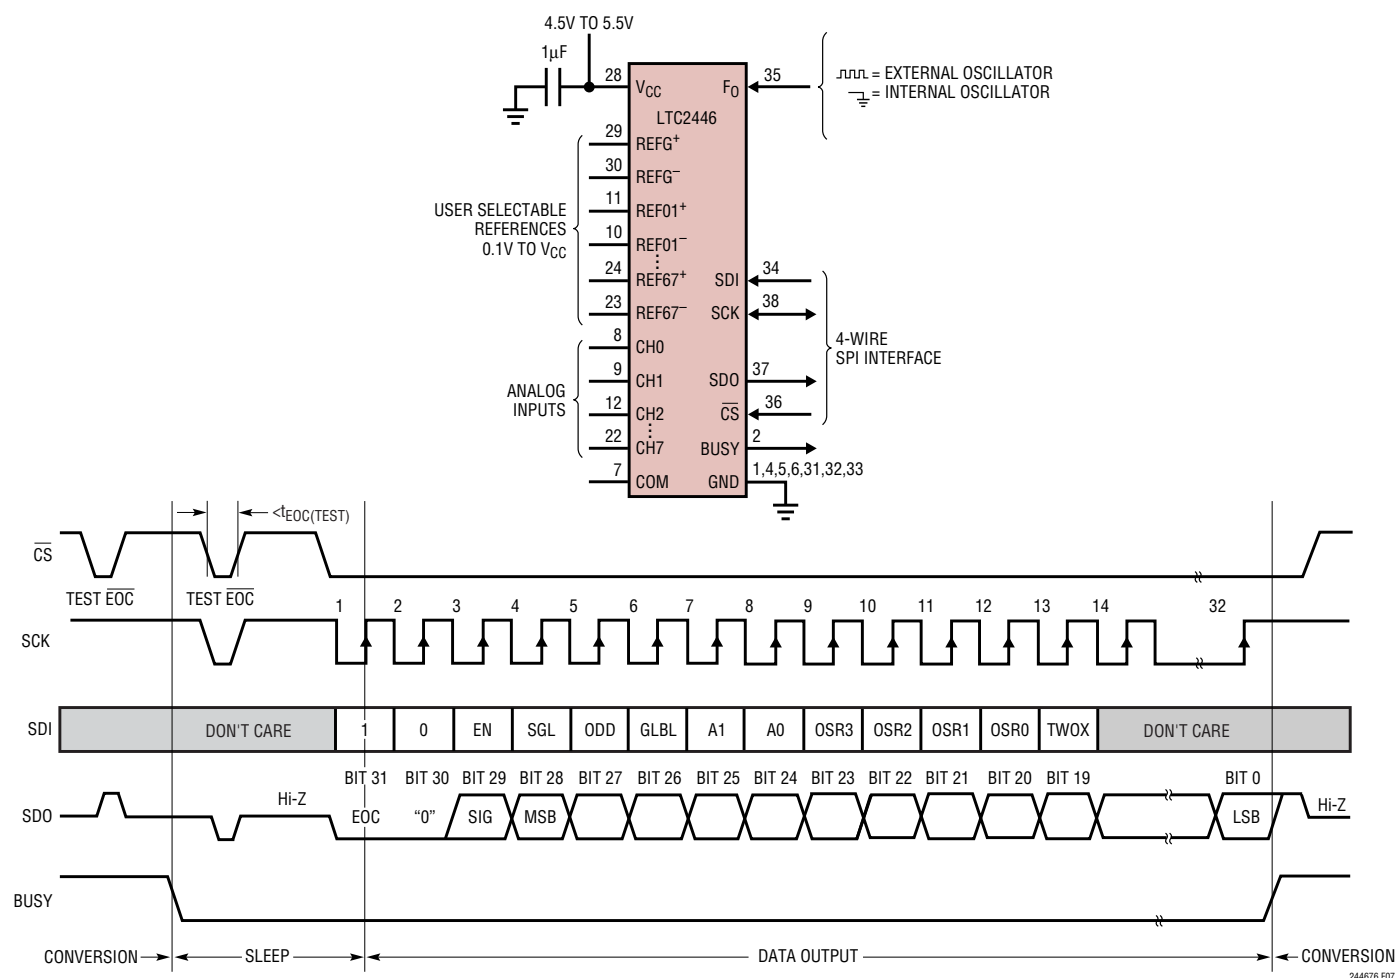 4.5V TO 5.5V
1µF
28
VCC
FO
35
= EXTERNAL OSCILLATOR
= INTERNAL OSCILLATOR
LTC2446
29
REFG+
30
REFG–
11
REF01+
10
REF01–
24
REF67+
23
REF67–
USER SELECTABLE
REFERENCES
0.1V TO VCC
8
CH0
9
CH1
12
CH2
22
CH7
7
COM
ANALOG
INPUTS
SDI
34
SCK
38
SDO
37
CS
36
BUSY
2
GND
1,4,5,6,31,32,33
4-WIRE
SPI INTERFACE
<tEOC(TEST)
CS
TEST EOC
TEST EOC
1 2 3 4 5 6 7 8 9 10 11 12 13 14 32
SCK
SDI
DON'T CARE
1 0 EN SGL ODD GLBL A1 A0 OSR3 OSR2 OSR1 OSR0 TWOX
DON'T CARE
BIT 31 BIT 30 BIT 29 BIT 28 BIT 27 BIT 26 BIT 25 BIT 24 BIT 23 BIT 22 BIT 21 BIT 20 BIT 19 BIT 0
SDO
Hi-Z
EOC “0” SIG MSB LSB
Hi-Z
BUSY
CONVERSION SLEEP DATA OUTPUT CONVERSION
244676 F07